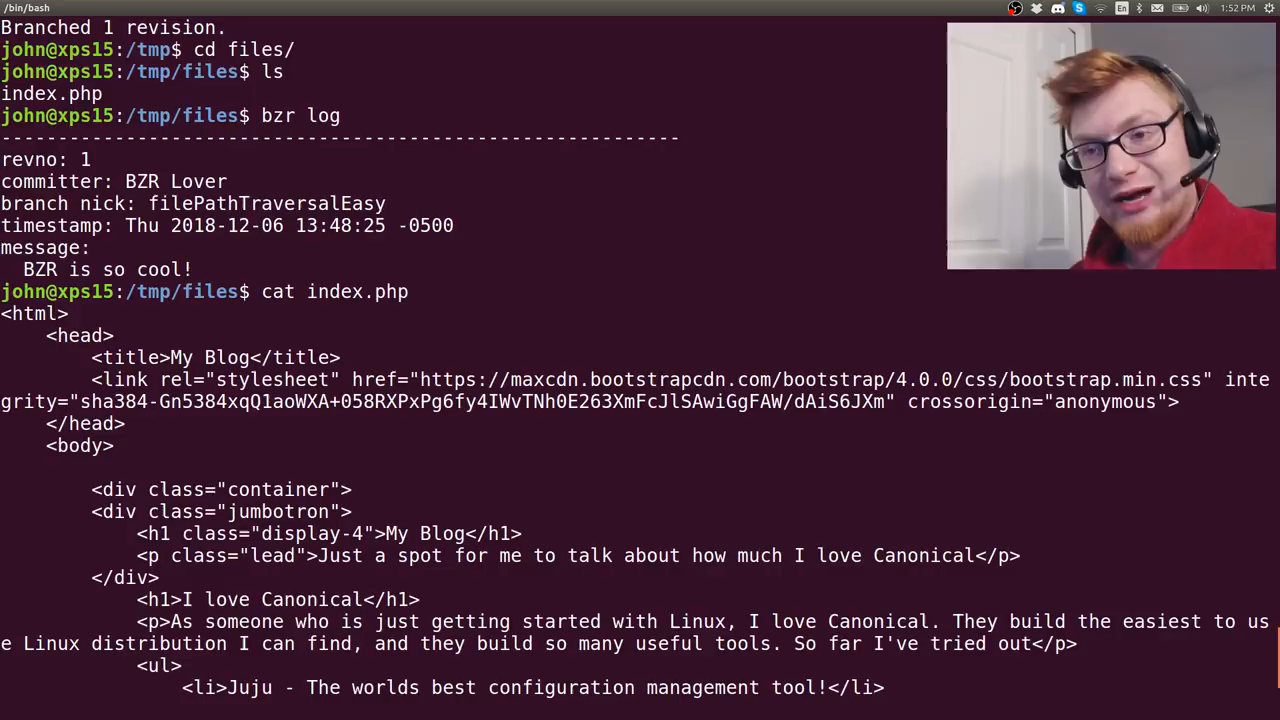 /bin/bash
En
1:52 PM
Branched 1 revision.
john@xps15:/tmp$ cd files/
john@xps15:/tmp/files$ ls
index.php
john@xps15:/tmp/files$ bzr log
------------------------------------------------------------
revno: 1
committer: BZR Lover
branch nick: filePathTraversalEasy
timestamp: Thu 2018-12-06 13:48:25 -0500
message:
  BZR is so cool!
john@xps15:/tmp/files$ cat index.php
<html>
    <head>
        <title>My Blog</title>
        <link rel="stylesheet" href="https://maxcdn.bootstrapcdn.com/bootstrap/4.0.0/css/bootstrap.min.css" inte
grity="sha384-Gn5384xqQ1aoWXA+058RXPxPg6fy4IWvTNh0E263XmFcJlSAwiGgFAW/dAiS6JXm" crossorigin="anonymous">
    </head>
    <body>
        <div class="container">
        <div class="jumbotron">
            <h1 class="display-4">My Blog</h1>
            <p class="lead">Just a spot for me to talk about how much I love Canonical</p>
        </div>
            <h1>I love Canonical</h1>
            <p>As someone who is just getting started with Linux, I love Canonical. They build the easiest to us
e Linux distribution I can find, and they build so many useful tools. So far I've tried out</p>
            <ul>
                <li>Juju - The worlds best configuration management tool!</li>